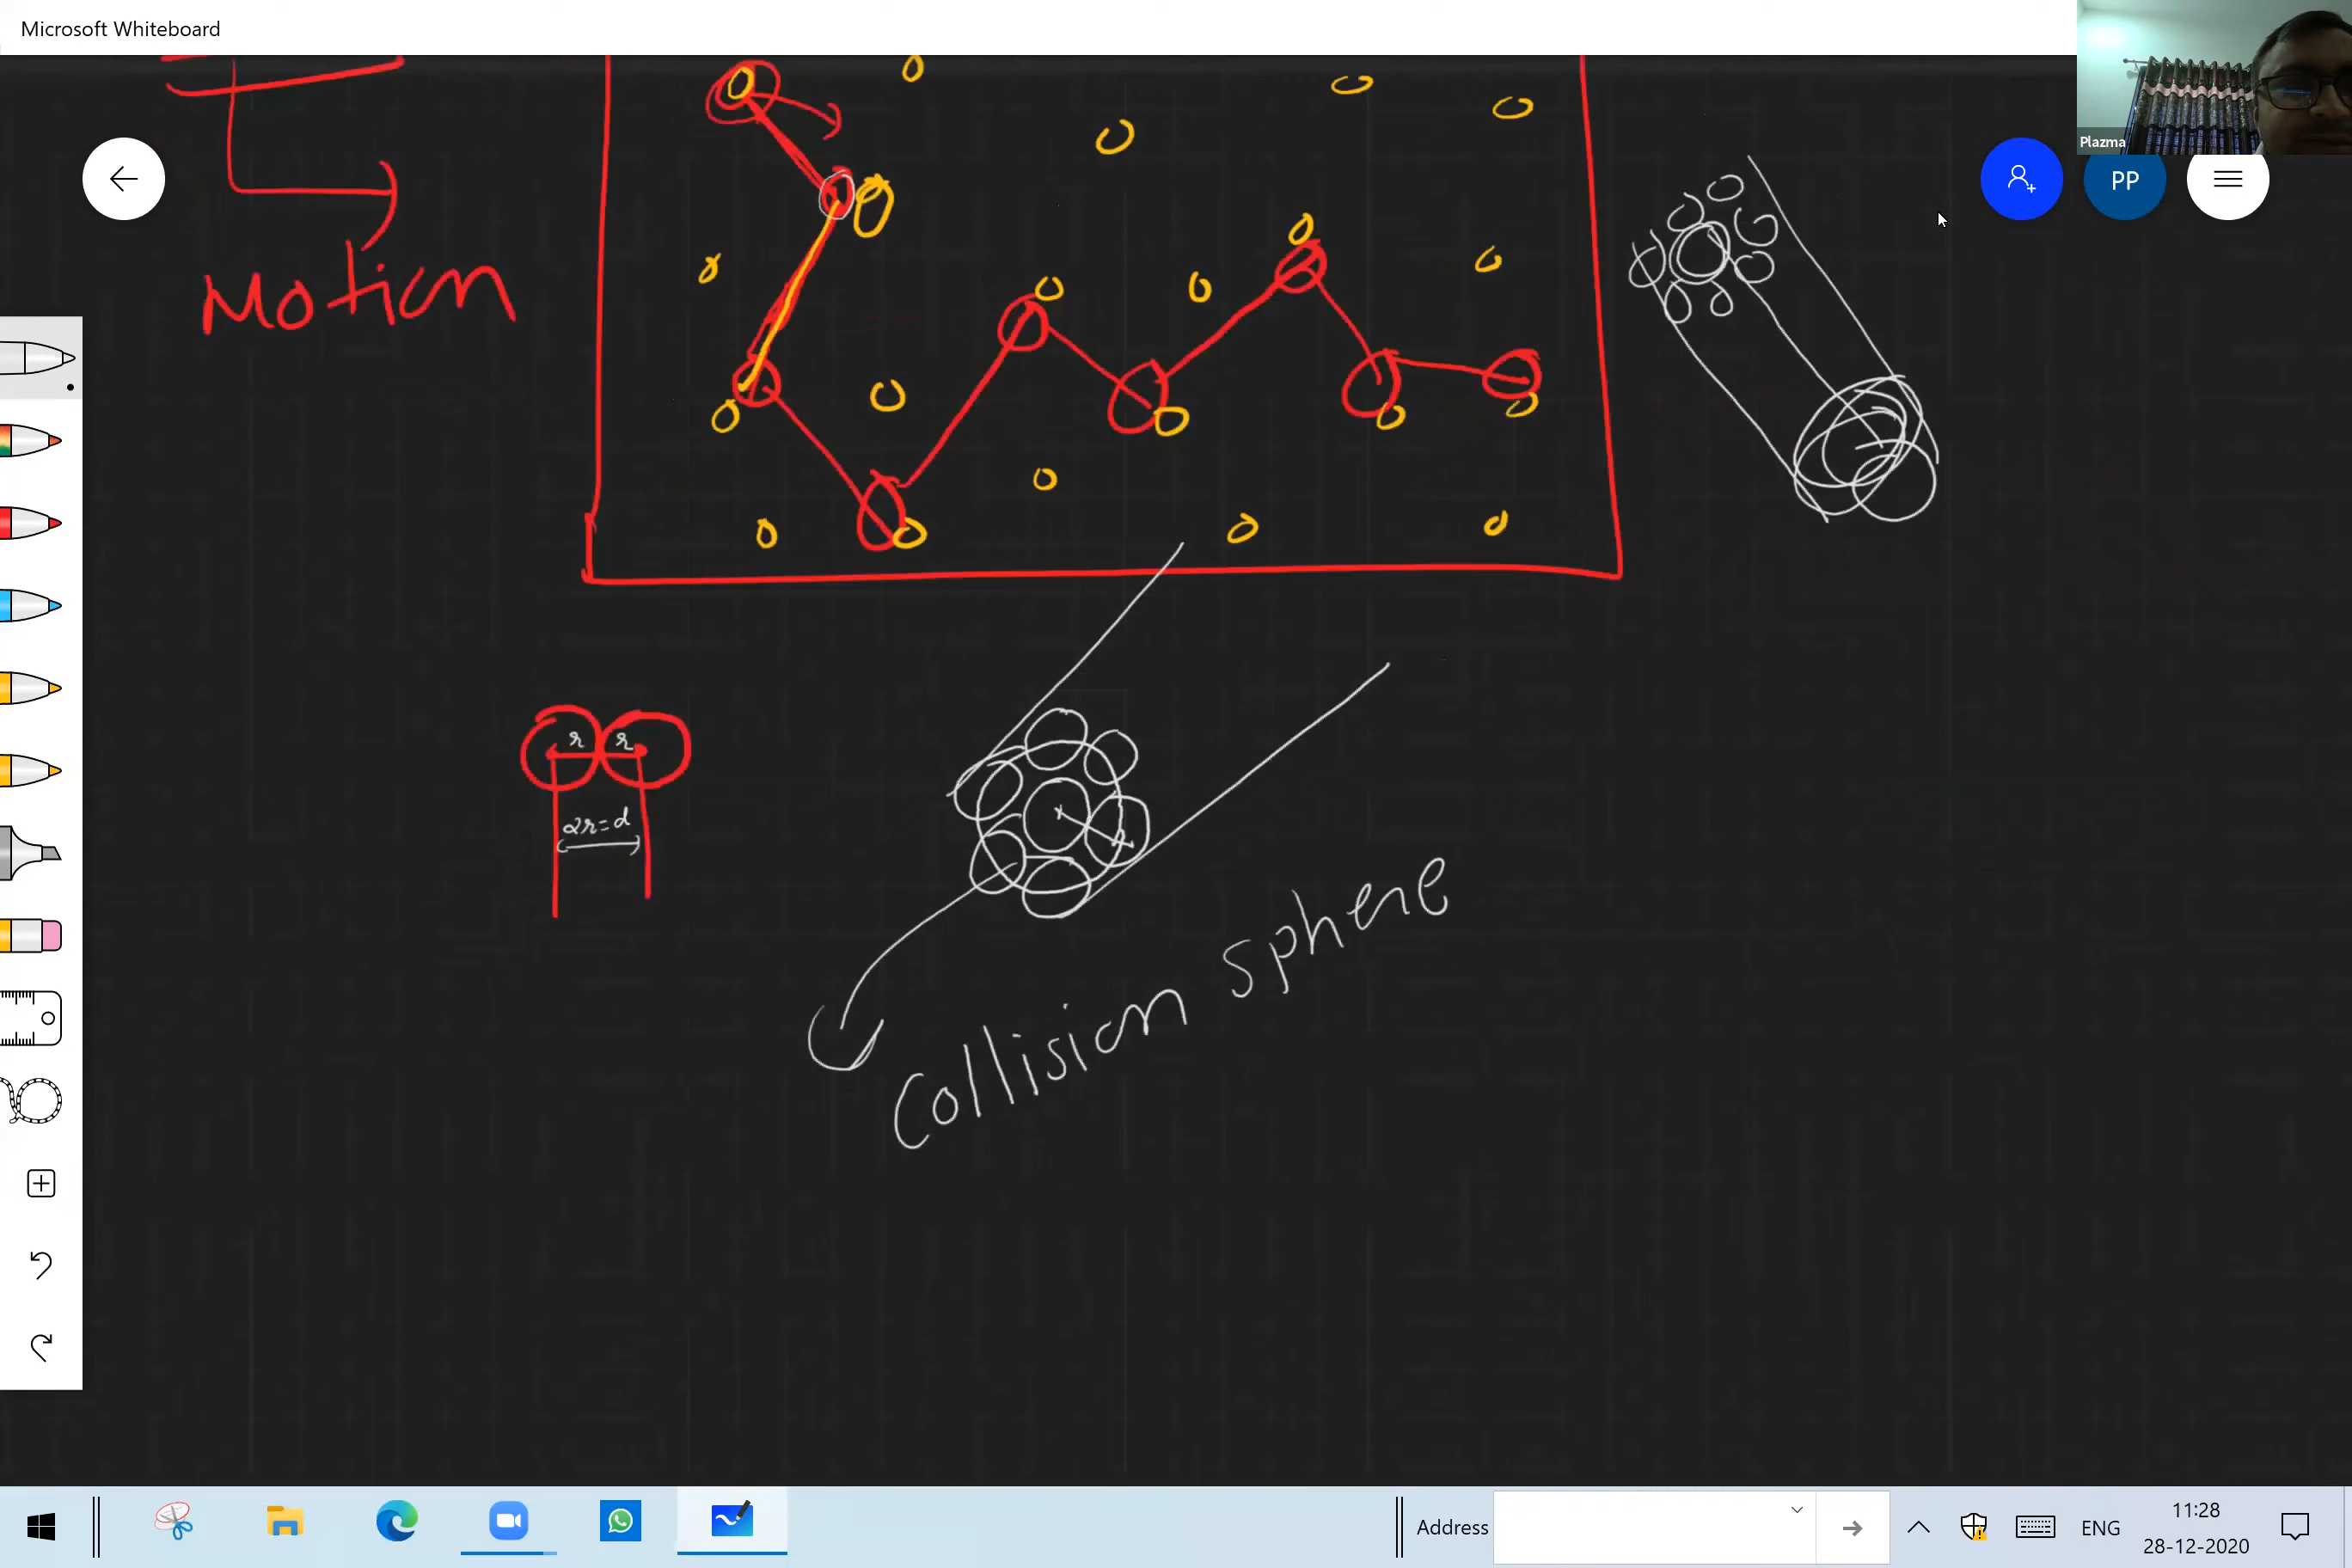 Microsoft Whiteboard
Plazma
PP
Motion
r r
2r=d
Collision sphere
Address
ENG
11:28
28-12-2020